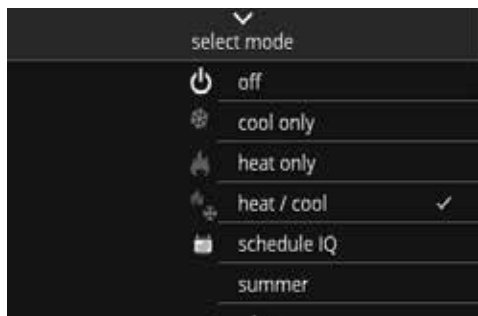 select mode
off
cool only
heat only
heat / cool
schedule IQ
summer